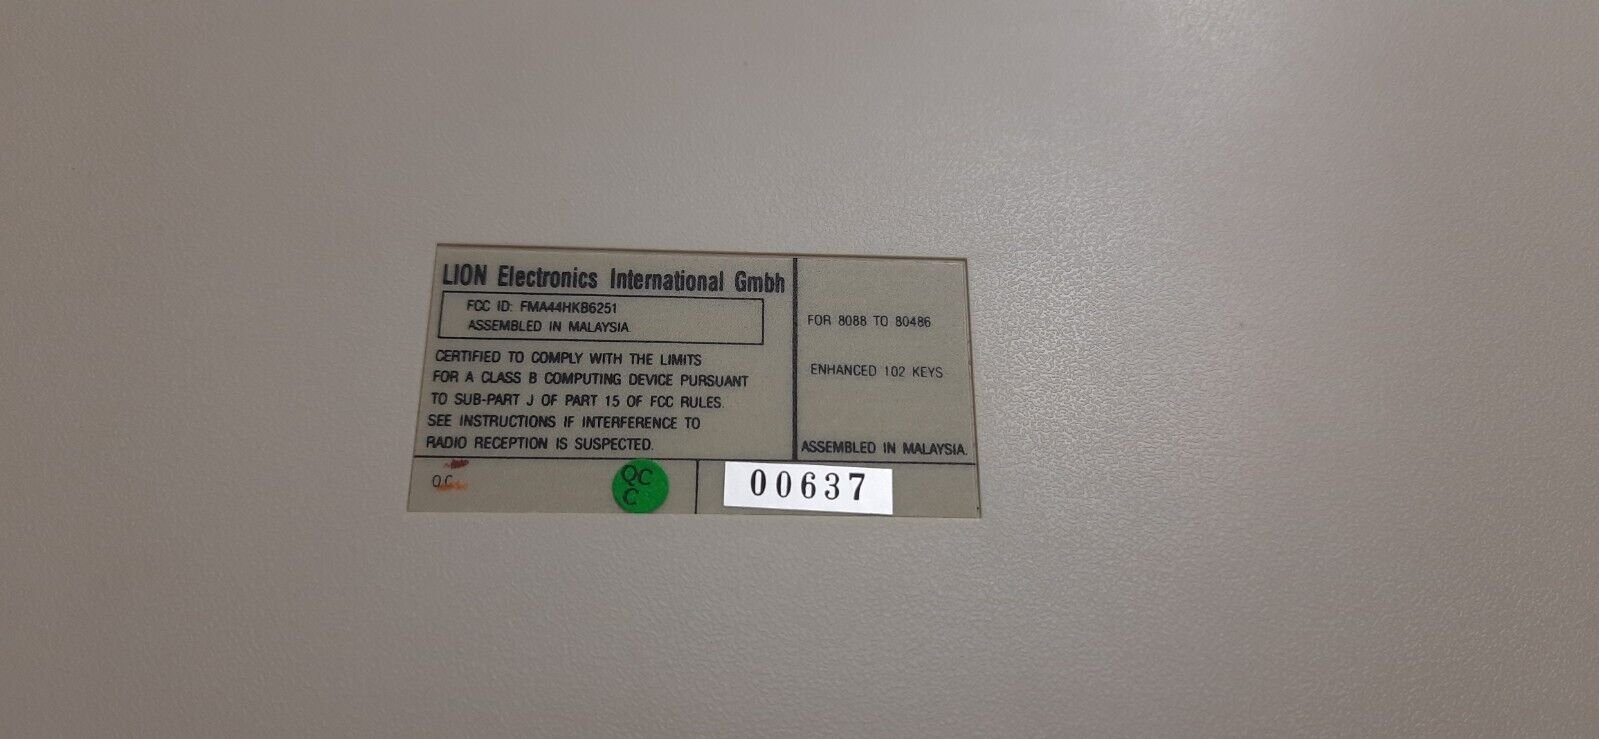 LION Electronics International Gmbh
FCC ID: FMA44HKB6251
ASSEMBLED IN MALAYSIA
CERTIFIED TO COMPLY WITH THE LIMITS
FOR A CLASS B COMPUTING DEVICE PURSUANT
TO SUB-PART J OF PART 15 OF FCC RULES.
SEE INSTRUCTIONS IF INTERFERENCE TO
RADIO RECEPTION IS SUSPECTED.
FOR 8088 TO 80486
ENHANCED 102 KEYS
ASSEMBLED IN MALAYSIA.
QC
QC
C
00637